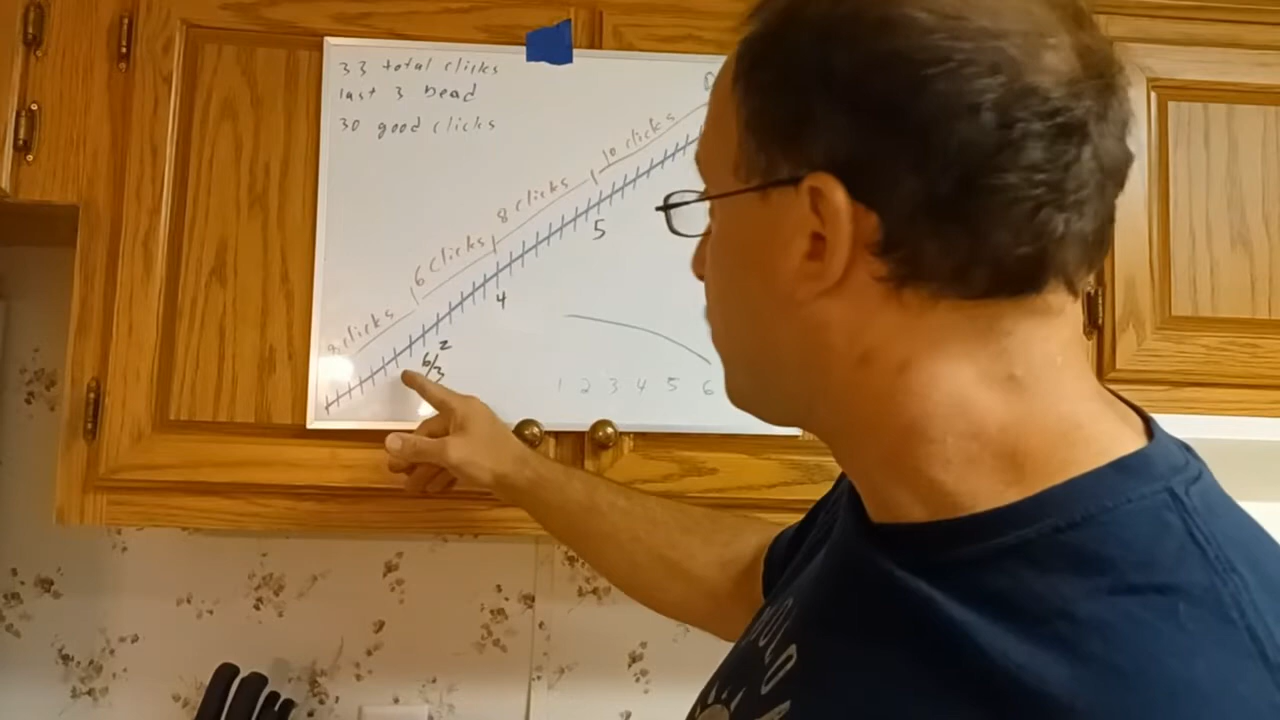 33 total clicks
last 3 Dead
30 good clicks
10 clicks
8 clicks
6 clicks
8 clicks
5
4
2
6/3
1 2 3 4 5 6